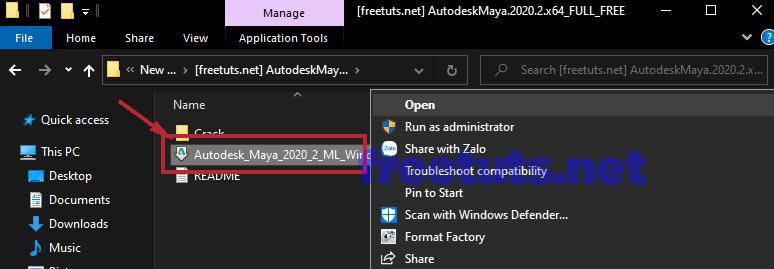 Manage
[freetuts.net] AutodeskMaya.2020.2.x64_FULL_FREE
File
Home
Share
View
Application Tools
New ...
[freetuts.net] AutodeskMay...
Search [freetuts.net] AutodeskMaya.2020.2.x...
Name
Quick access
This PC
Desktop
Documents
Downloads
Music
Crack
Autodesk_Maya_2020_2_ML_Wind
README
Open
Run as administrator
Share with Zalo
Troubleshoot compatibility
Pin to Start
Scan with Windows Defender...
Format Factory
Share
freetuts.net